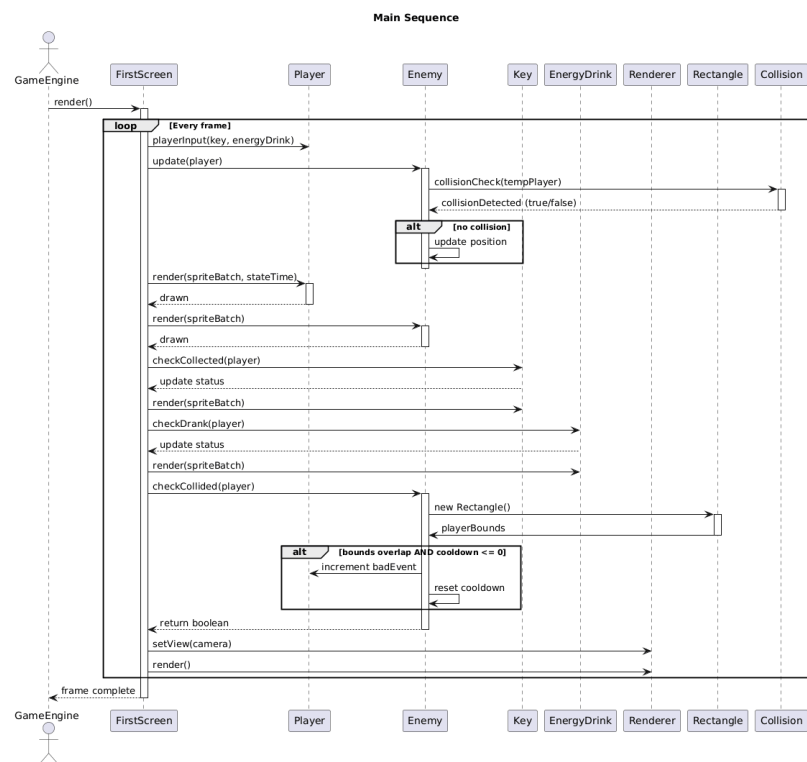 Main Sequence
GameEngine
FirstScreen
Player
Enemy
Key
EnergyDrink
Renderer
Rectangle
Collision
render()
loop
[Every frame]
playerInput(key, energyDrink)
update(player)
collisionCheck(tempPlayer)
collisionDetected (true/false)
alt
[no collision]
update position
render(spriteBatch, stateTime)
drawn
render(spriteBatch)
drawn
checkCollected(player)
update status
render(spriteBatch)
checkDrank(player)
update status
render(spriteBatch)
checkCollided(player)
new Rectangle()
playerBounds
alt
[bounds overlap AND cooldown <= 0]
increment badEvent
reset cooldown
return boolean
setView(camera)
render()
frame complete
GameEngine
FirstScreen
Player
Enemy
Key
EnergyDrink
Renderer
Rectangle
Collision